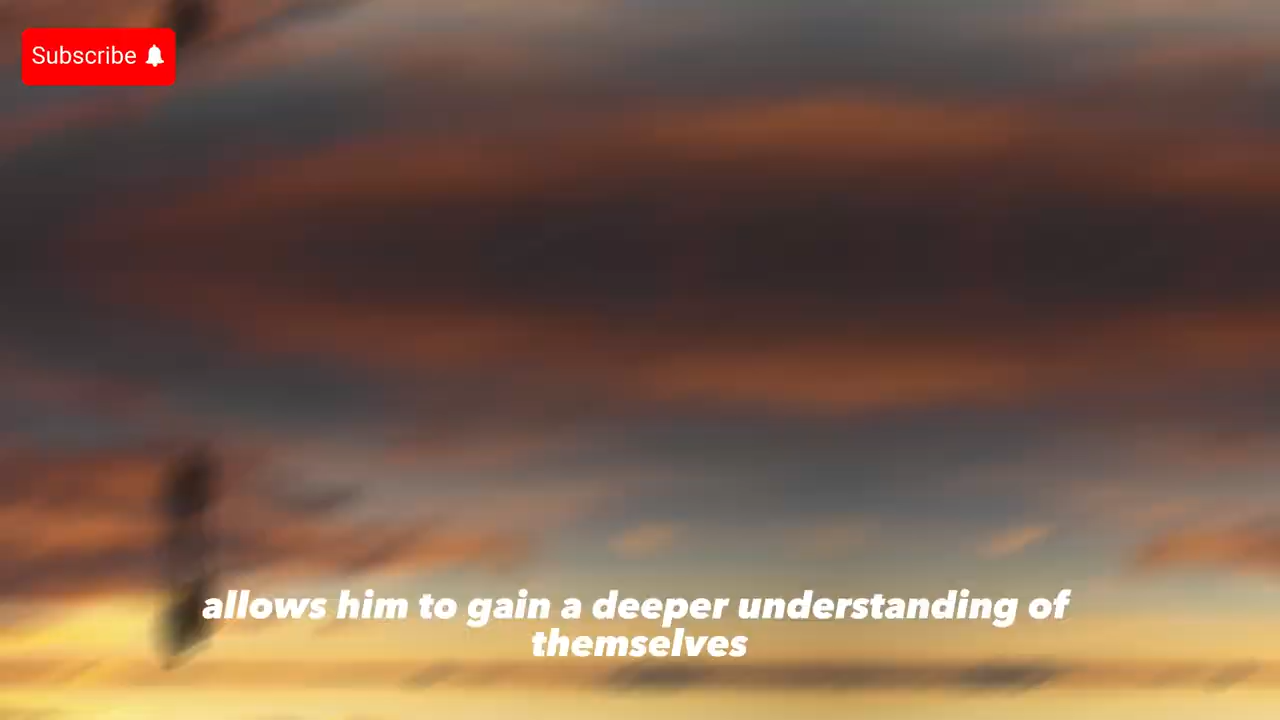 Subscribe
allows him to gain a deeper understanding of
themselves